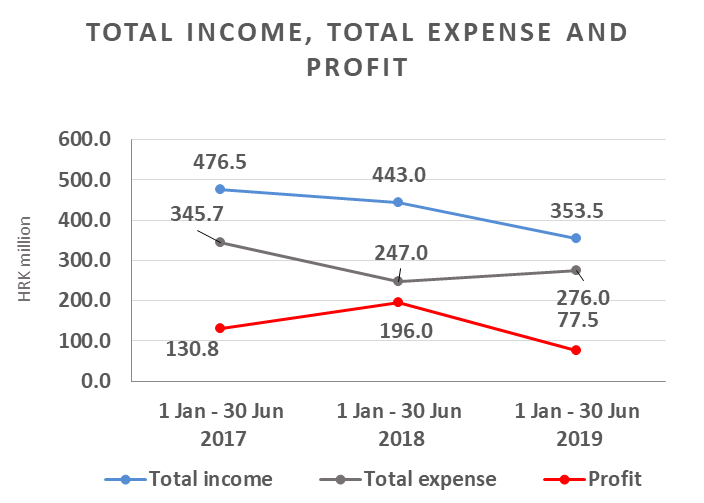 TOTAL INCOME, TOTAL EXPENSE AND
PROFIT
600.0
500.0
400.0
300.0
200.0
100.0
0.0
HRK million
476.5
443.0
353.5
345.7
247.0
276.0
130.8
196.0
77.5
1 Jan - 30 Jun
2017
1 Jan - 30 Jun
2018
1 Jan - 30 Jun
2019
Total income
Total expense
Profit